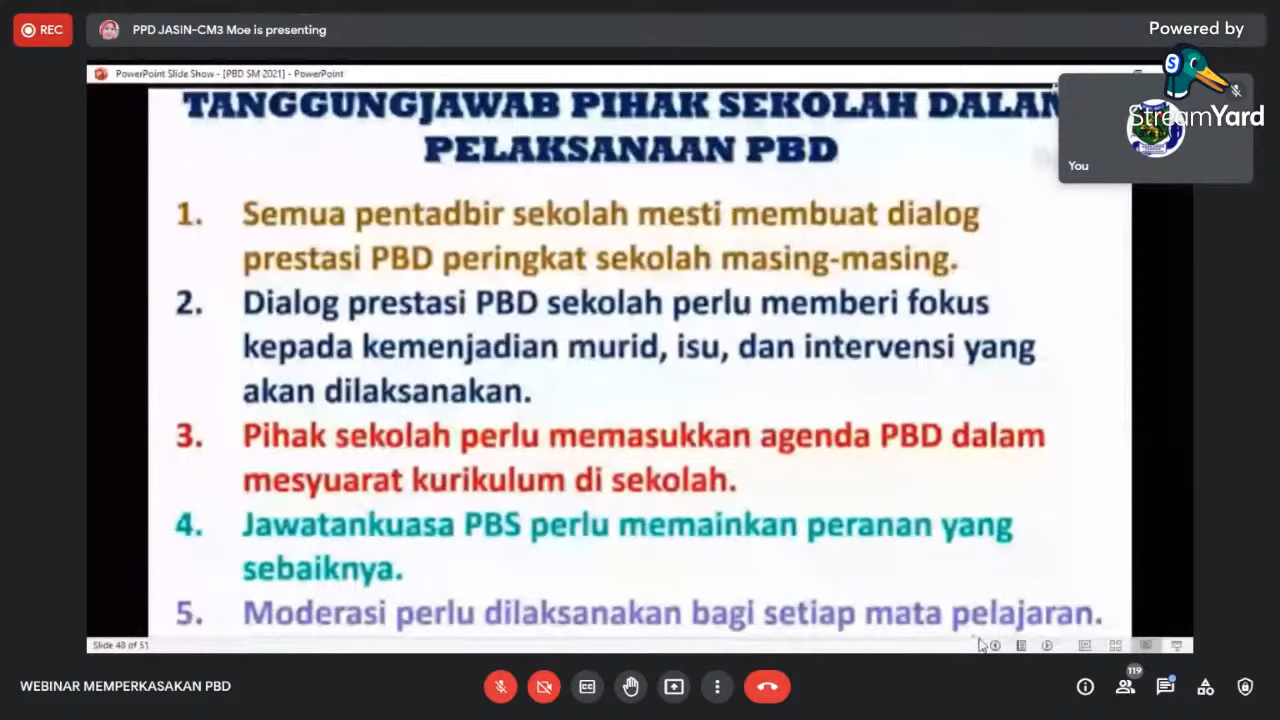 REC
PPD JASIN-CM3 Moe is presenting
Powered by
StreamYard
PowerPoint Slide Show - [PBD SM 2021] - PowerPoint
You
TANGGUNGJAWAB PIHAK SEKOLAH DALAM
PELAKSANAAN PBD
1. Semua pentadbir sekolah mesti membuat dialog
prestasi PBD peringkat sekolah masing-masing.
2. Dialog prestasi PBD sekolah perlu memberi fokus
kepada kemenjadian murid, isu, dan intervensi yang
akan dilaksanakan.
3. Pihak sekolah perlu memasukkan agenda PBD dalam
mesyuarat kurikulum di sekolah.
4. Jawatankuasa PBS perlu memainkan peranan yang
sebaiknya.
5. Moderasi perlu dilaksanakan bagi setiap mata pelajaran.
Slide 48 of 51
WEBINAR MEMPERKASAKAN PBD
119